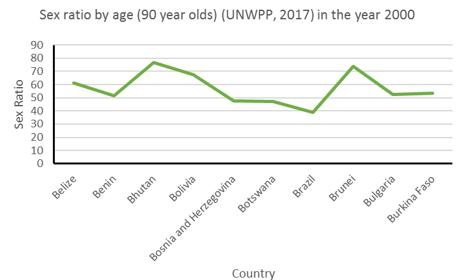 Sex ratio by age (90 year olds) (UNWPP, 2017) in the year 2000
90
80
70
60
50
40
30
20
10
0
Sex Ratio
Belize
Benin
Bhutan
Bolivia
Bosnia and Herzegovina
Botswana
Brazil
Brunei
Bulgaria
Burkina Faso
Country